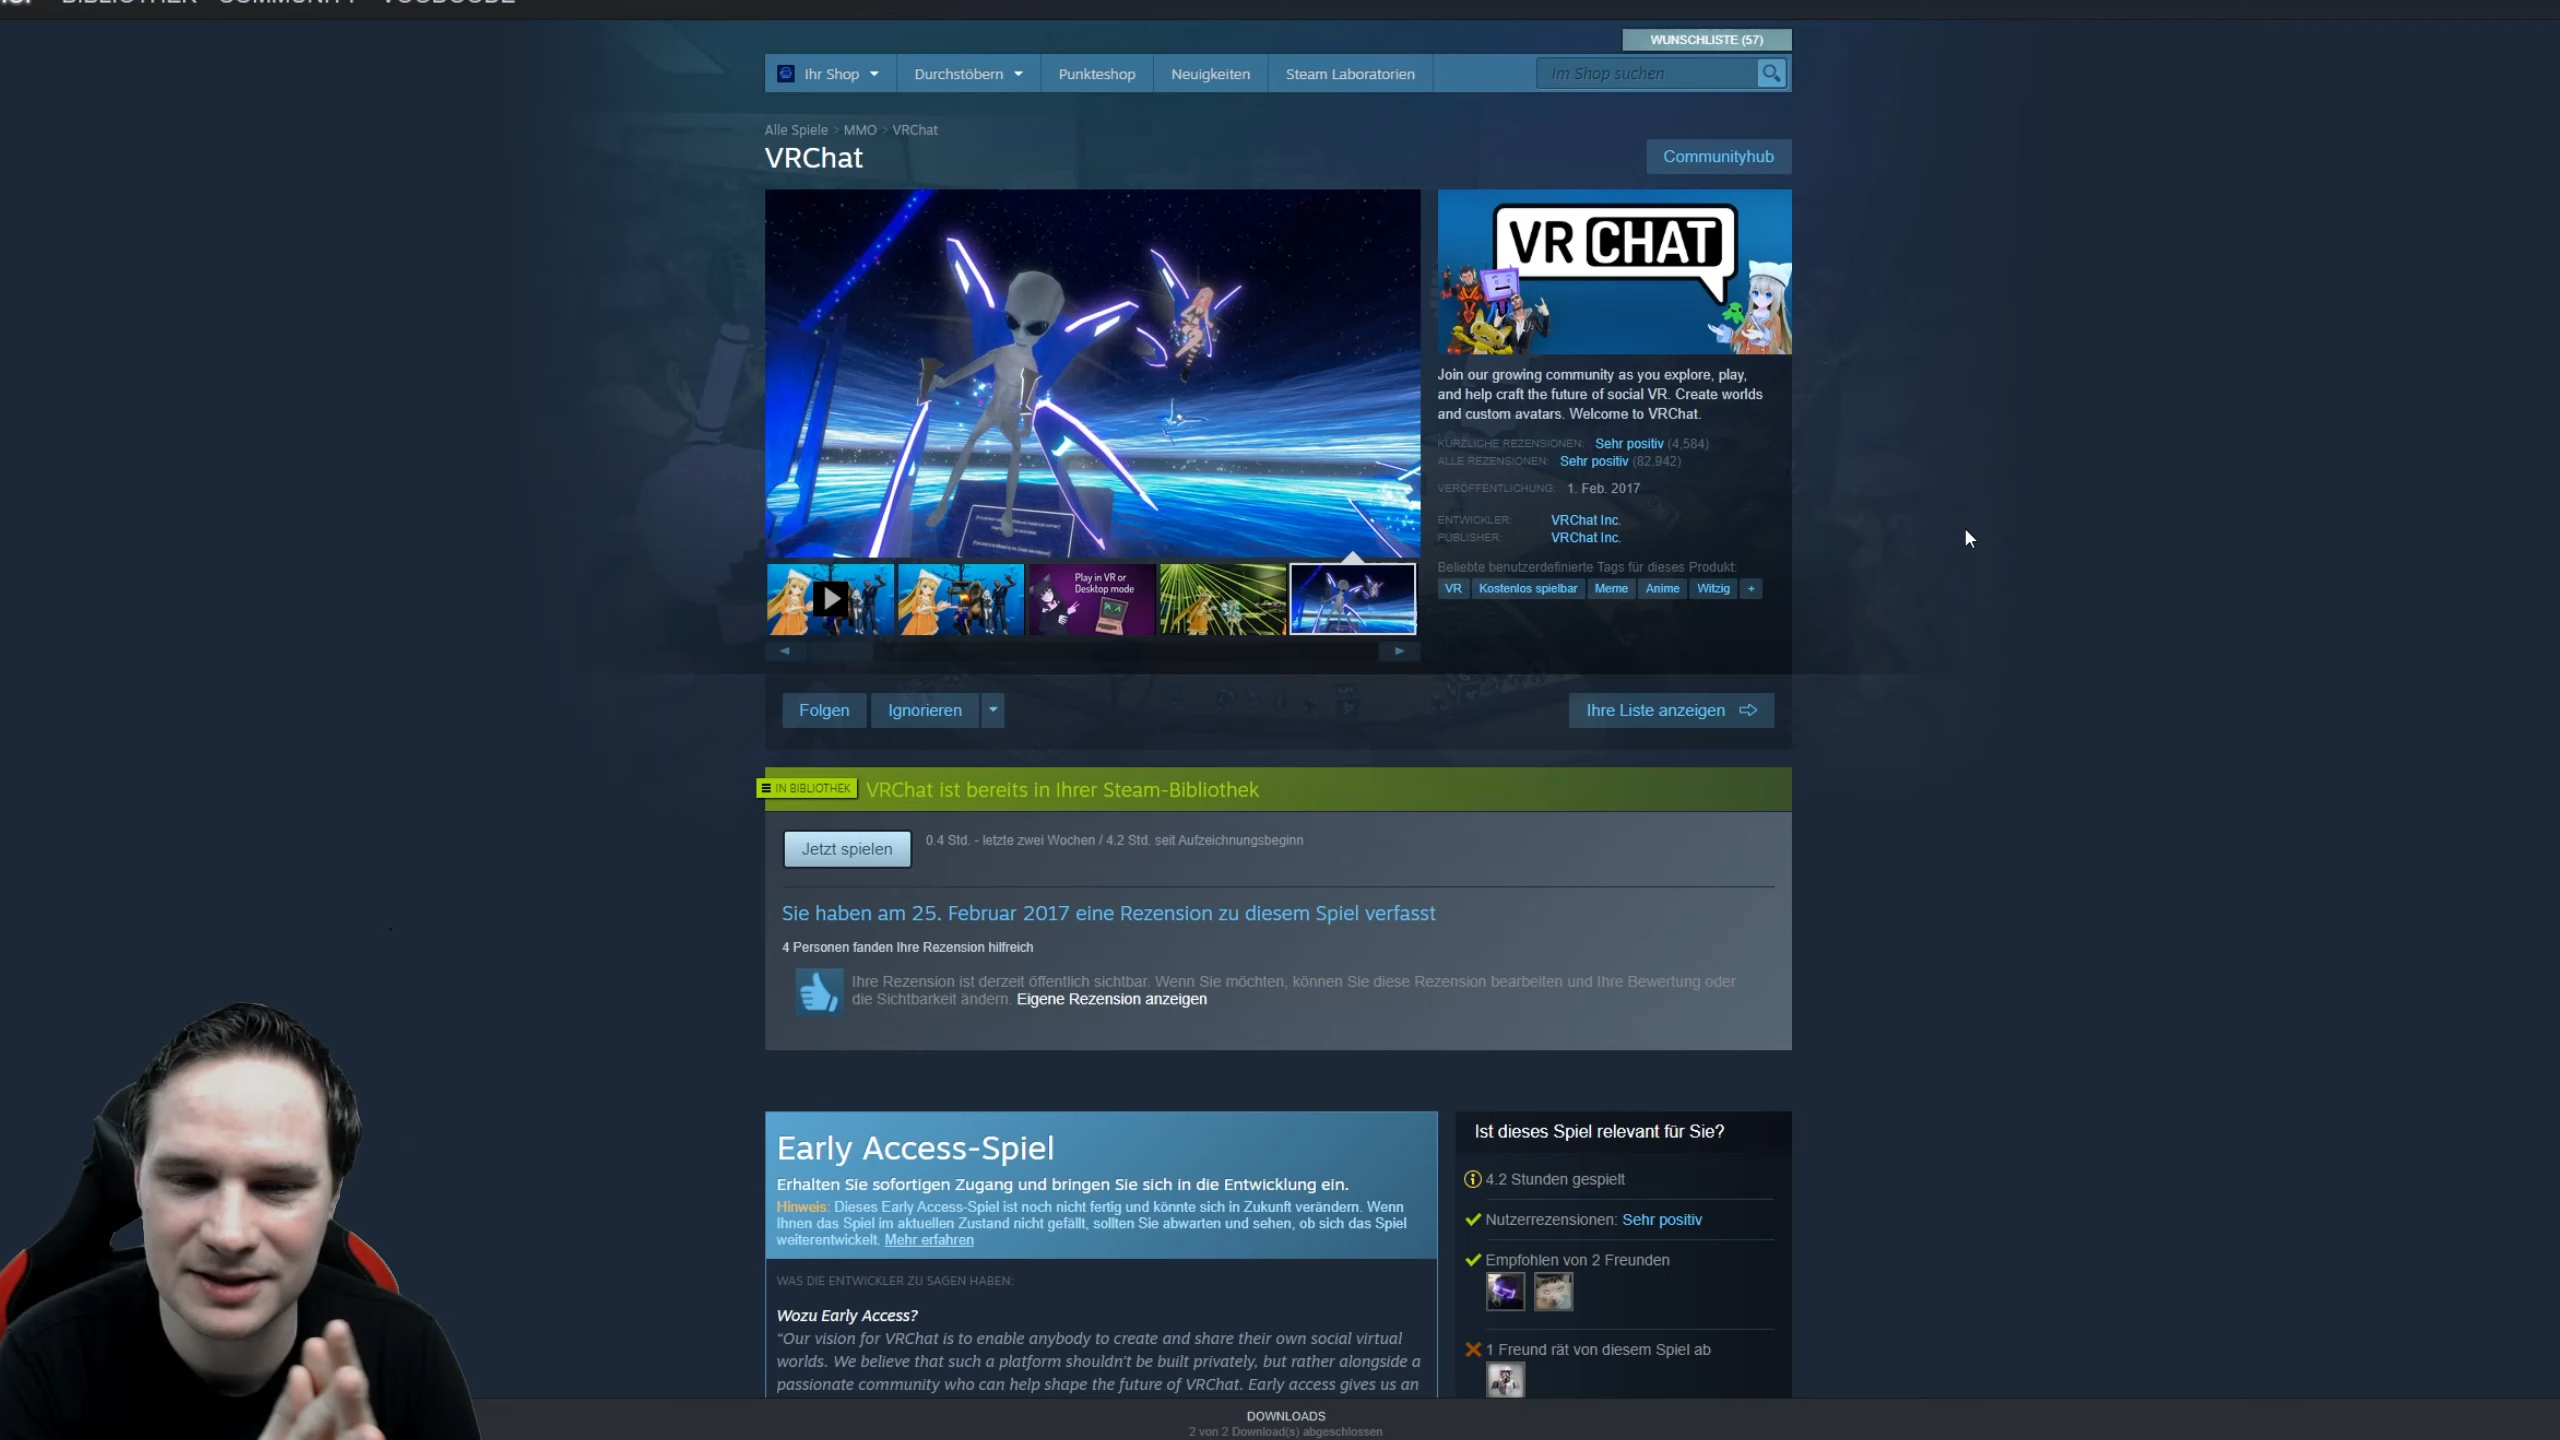 BIBLIOTHEK COMMUNITY
WUNSCHLISTE (57)
Ihr Shop Durchstöbern Punkteshop Neuigkeiten Steam Laboratorien Im Shop suchen
Alle Spiele > MMO > VRChat
VRChat
Communityhub
VR CHAT
Join our growing community as you explore, play,
and help craft the future of social VR. Create worlds
and custom avatars. Welcome to VRChat.
KÜRZLICHE REZENSIONEN: Sehr positiv (4,584)
ALLE REZENSIONEN: Sehr positiv (82,942)
VERÖFFENTLICHUNG: 1. Feb. 2017
ENTWICKLER: VRChat Inc.
PUBLISHER: VRChat Inc.
Beliebte benutzerdefinierte Tags für dieses Produkt:
VR Kostenlos spielbar Meme Anime Witzig +
Play in VR or
Desktop mode
Folgen Ignorieren Ihre Liste anzeigen
IN BIBLIOTHEK VRChat ist bereits in Ihrer Steam-Bibliothek
Jetzt spielen 0.4 Std. - letzte zwei Wochen / 4.2 Std. seit Aufzeichnungsbeginn
Sie haben am 25. Februar 2017 eine Rezension zu diesem Spiel verfasst
4 Personen fanden Ihre Rezension hilfreich
Ihre Rezension ist derzeit öffentlich sichtbar. Wenn Sie möchten, können Sie diese Rezension bearbeiten und Ihre Bewertung oder
die Sichtbarkeit ändern. Eigene Rezension anzeigen
Early Access-Spiel
Erhalten Sie sofortigen Zugang und bringen Sie sich in die Entwicklung ein.
Hinweis: Dieses Early Access-Spiel ist noch nicht fertig und könnte sich in Zukunft verändern. Wenn
Ihnen das Spiel im aktuellen Zustand nicht gefällt, sollten Sie abwarten und sehen, ob sich das Spiel
weiterentwickelt. Mehr erfahren
WAS DIE ENTWICKLER ZU SAGEN HABEN:
Wozu Early Access?
“Our vision for VRChat is to enable anybody to create and share their own social virtual
worlds. We believe that such a platform shouldn't be built privately, but rather alongside a
passionate community who can help shape the future of VRChat. Early access gives us an
Ist dieses Spiel relevant für Sie?
4.2 Stunden gespielt
Nutzerrezensionen: Sehr positiv
Empfohlen von 2 Freunden
1 Freund rät von diesem Spiel ab
DOWNLOADS
2 von 2 Download(s) abgeschlossen